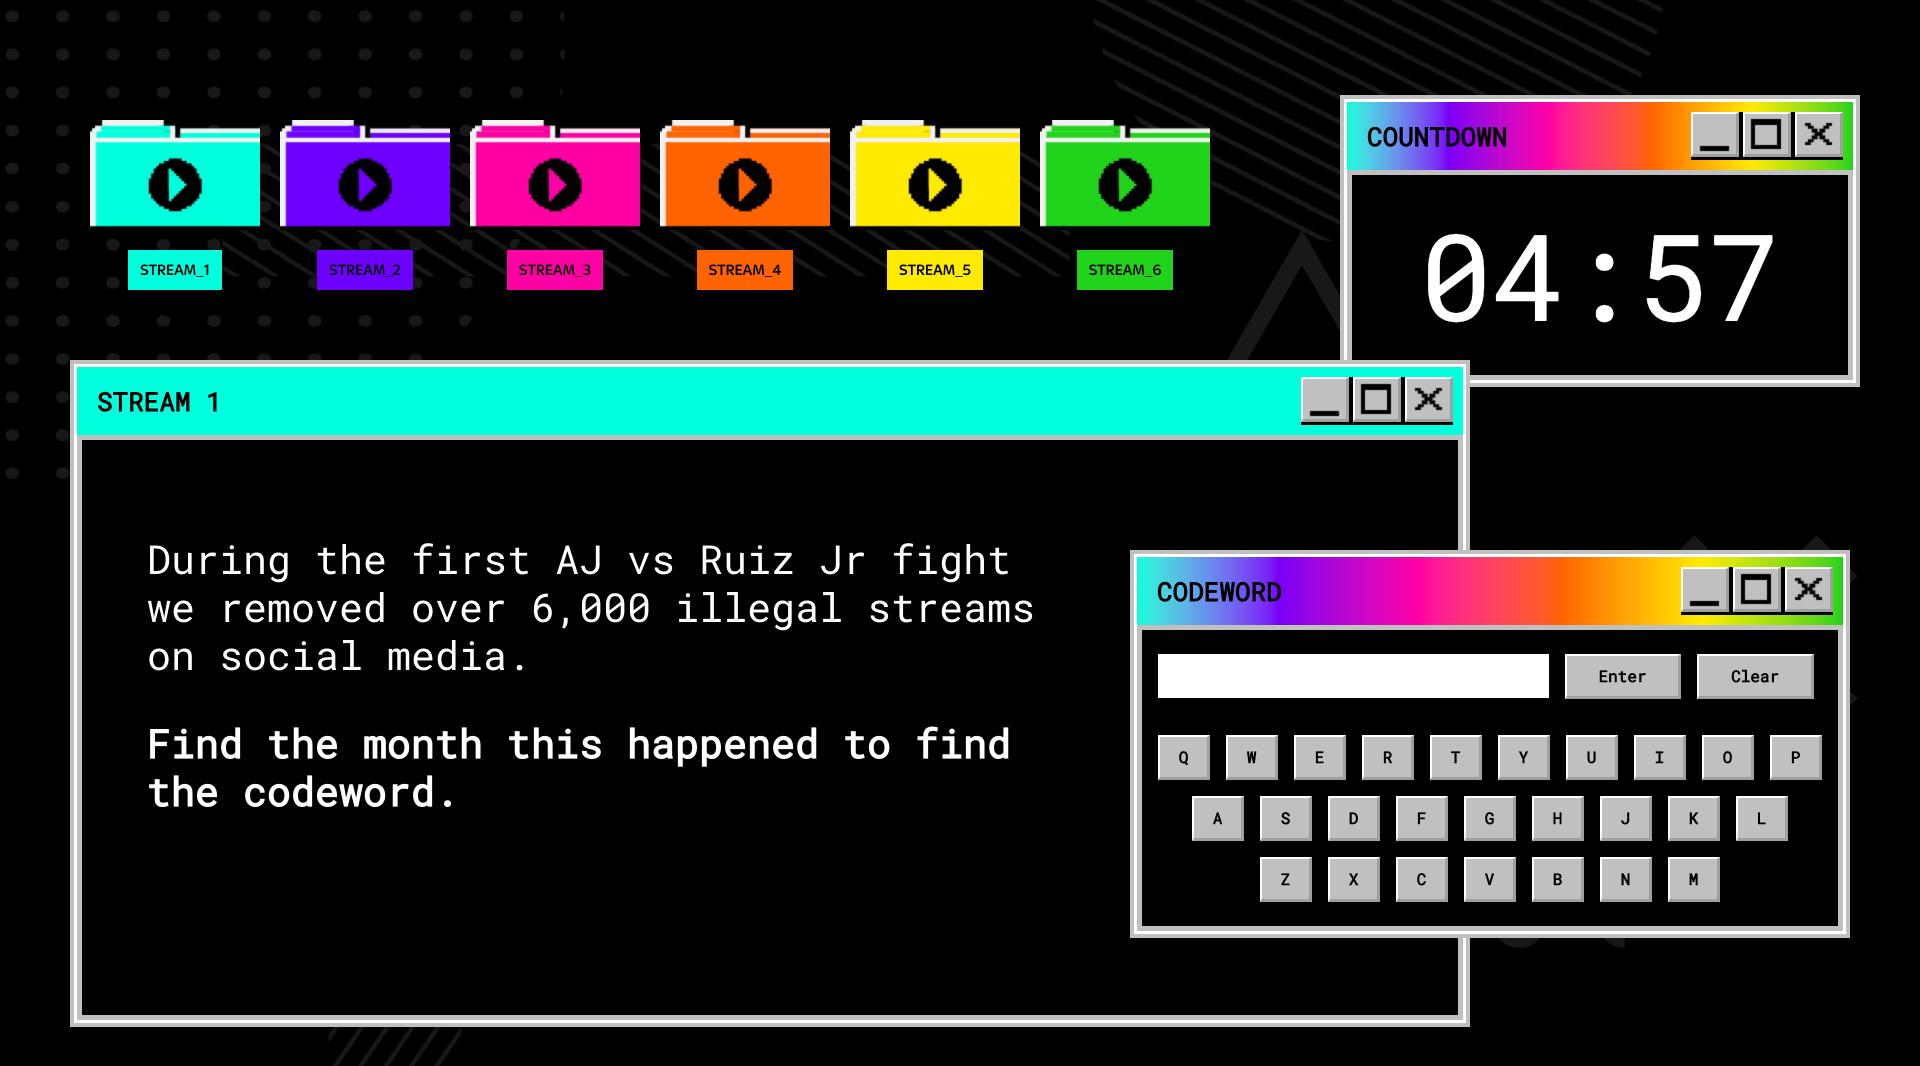 STREAM_1
STREAM_2
STREAM_3
STREAM_4
STREAM_5
STREAM_6
COUNTDOWN
04:57
STREAM 1
During the first AJ vs Ruiz Jr fight
we removed over 6,000 illegal streams
on social media.
Find the month this happened to find
the codeword.
CODEWORD
Enter
Clear
Q W E R T Y U I O P
A S D F G H J K L
Z X C V B N M